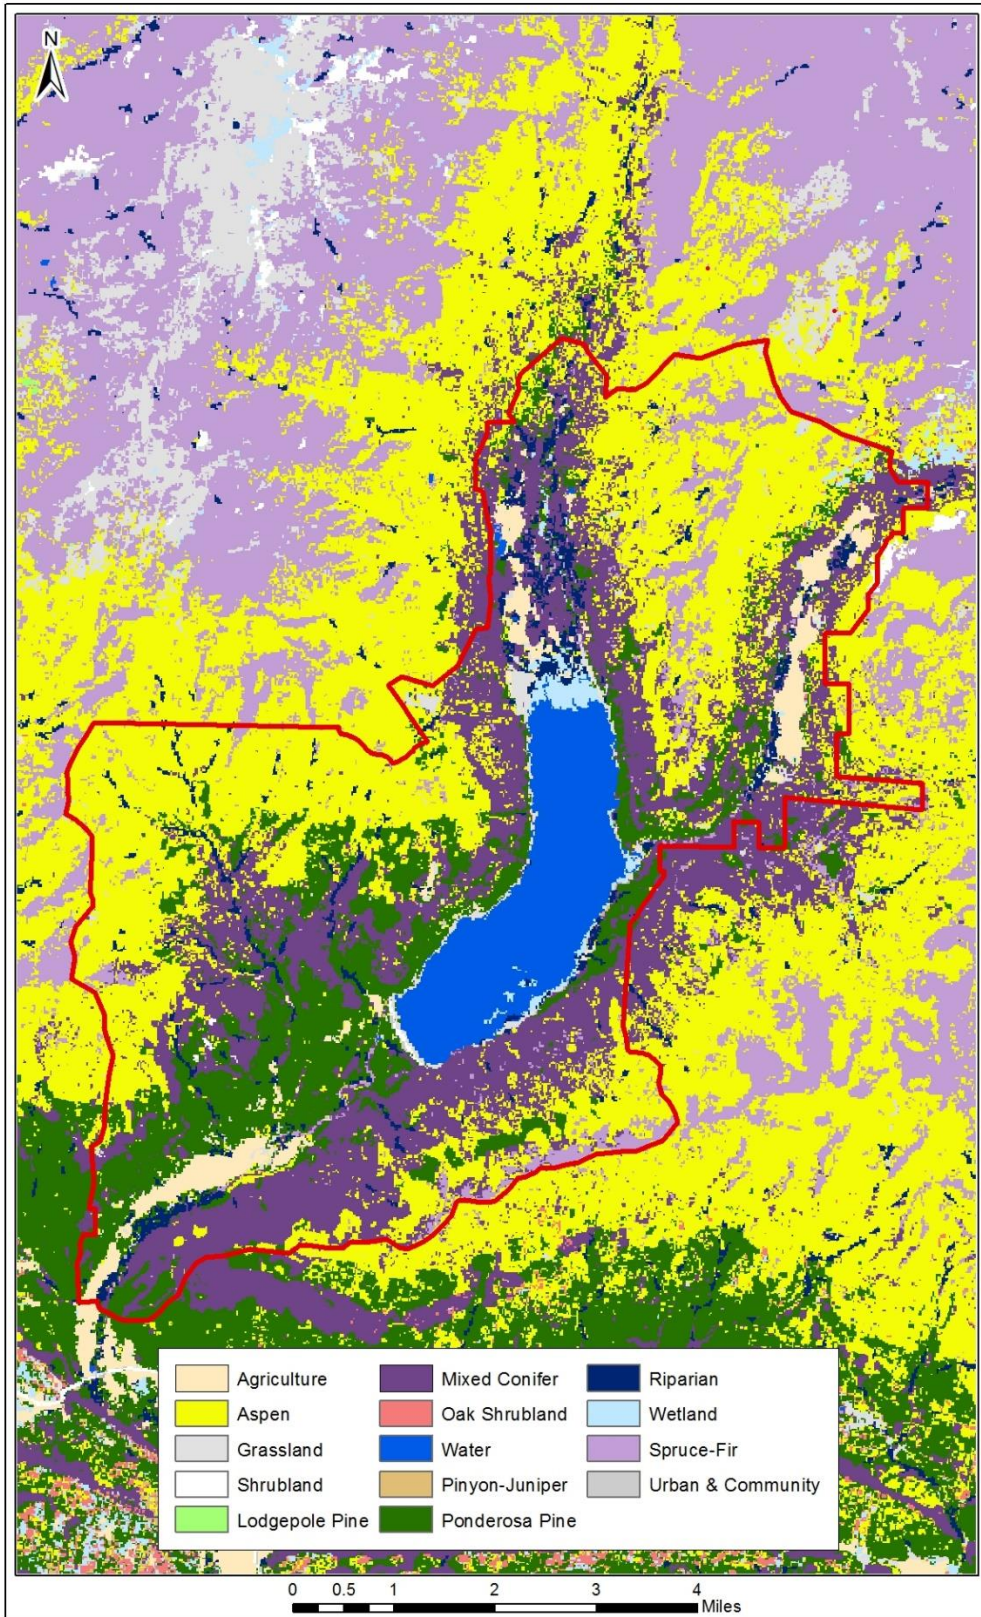 N
Agriculture Mixed Conifer Riparian
Aspen Oak Shrubland Wetland
Grassland Water Spruce-Fir
Shrubland Pinyon-Juniper Urban & Community
Lodgepole Pine Ponderosa Pine
0 0.5 1 2 3 4
Miles